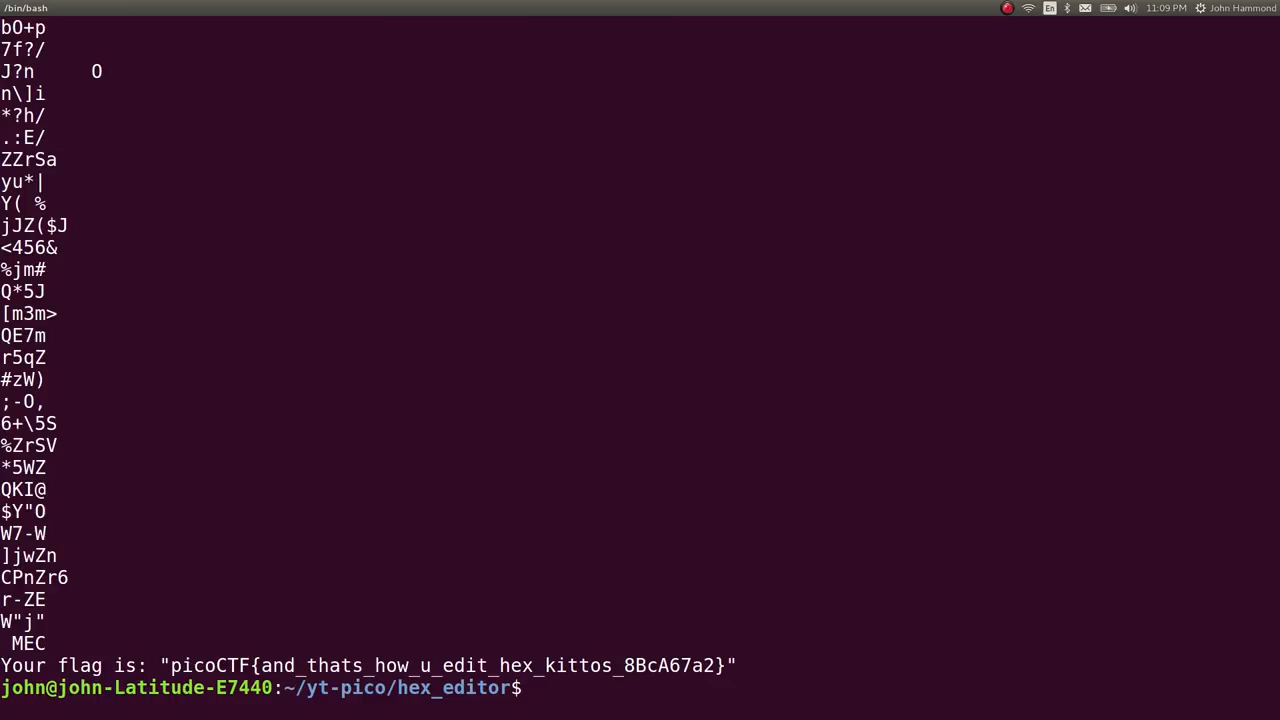 /bin/bash
En
11:09 PM
John Hammond
bO+p
7f?/
J?n     O
n\]i
*?h/
.:E/
ZZrSa
yu*|
Y( %
jJZ($J
<456&
%jm#
Q*5J
[m3m>
QE7m
r5qZ
#zW)
;-O,
6+\5S
%ZrSV
*5WZ
QKI@
$Y"O
W7-W
]jwZn
CPnZr6
r-ZE
W"j"
 MEC
Your flag is: "picoCTF{and_thats_how_u_edit_hex_kittos_8BcA67a2}"
john@john-Latitude-E7440:~/yt-pico/hex_editor$